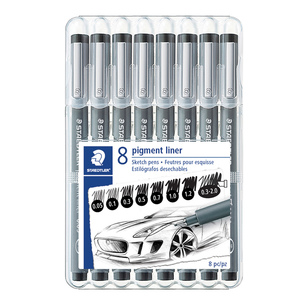 STAEDTLER
8 pigment liner
Sketch pens • Feutres pour esquisse
Estilógrafos desechables
0.05 0.1 0.3 0.5 0.7 1.0 1.2 0.3-2.0
8 pc/pz